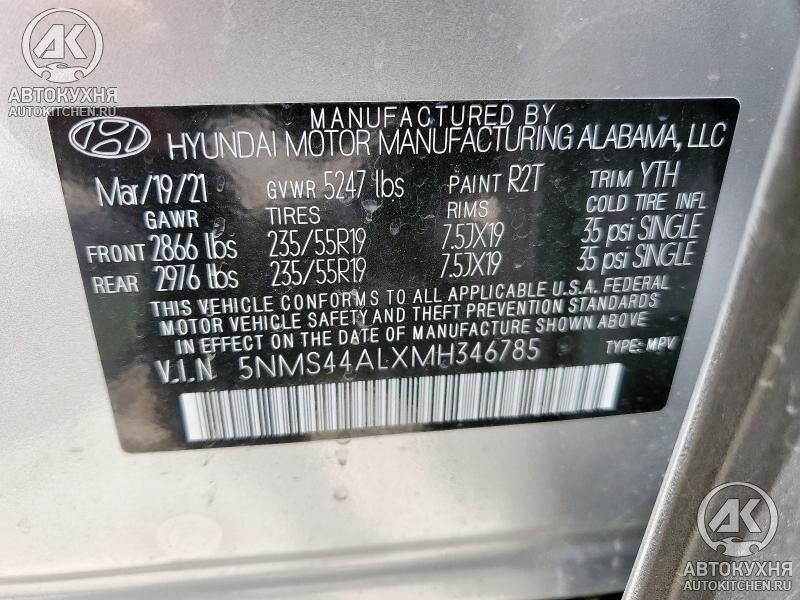 АК
АВТОКУХНЯ
AUTOKITCHEN.RU
MANUFACTURED BY
HYUNDAI MOTOR MANUFACTURING ALABAMA, LLC
Mar/19/21 GVWR 5247 lbs PAINT R2T TRIM YTH
GAWR TIRES RIMS COLD TIRE INFL
FRONT 2866 lbs 235/55R19 7.5JX19 35 psi SINGLE
REAR 2976 lbs 235/55R19 7.5JX19 35 psi SINGLE
THIS VEHICLE CONFORMS TO ALL APPLICABLE U.S.A. FEDERAL
MOTOR VEHICLE SAFETY AND THEFT PREVENTION STANDARDS
IN EFFECT ON THE DATE OF MANUFACTURE SHOWN ABOVE.
V.I.N 5NMS44ALXMH346785 TYPE: MPV
АК
АВТОКУХНЯ
AUTOKITCHEN.RU